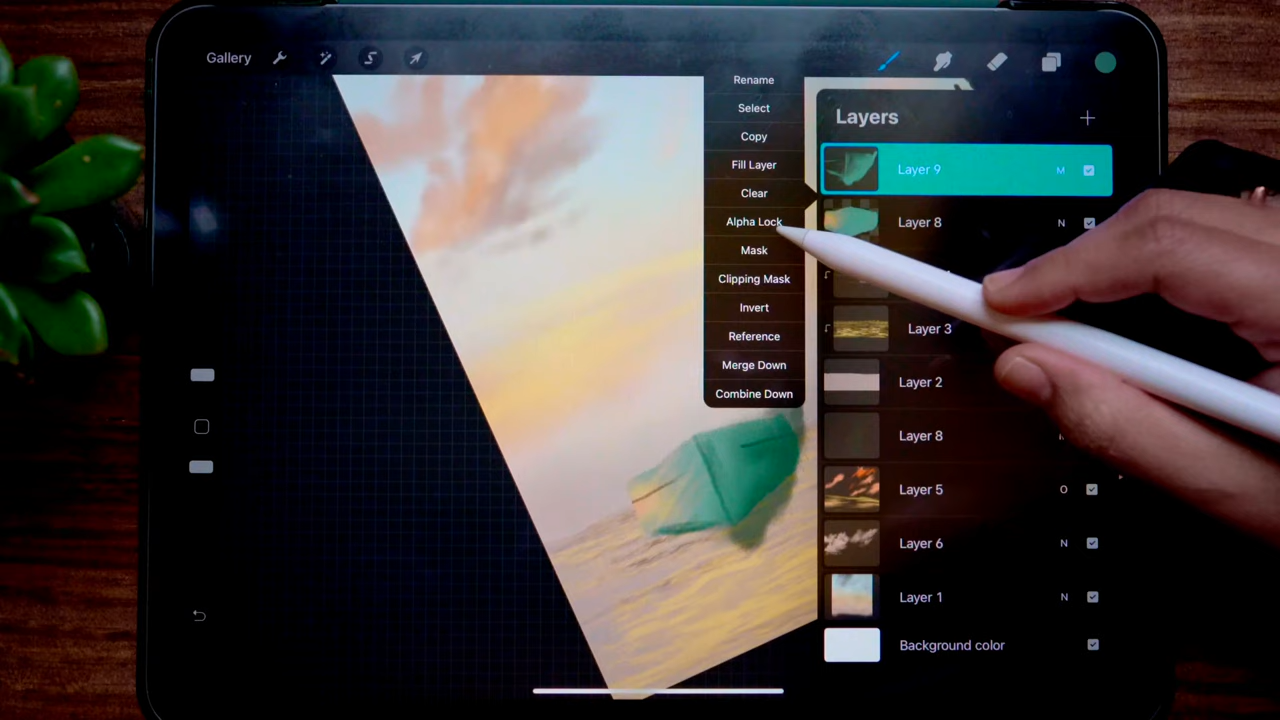 Gallery
Rename
Select
Copy
Fill Layer
Clear
Alpha Lock
Mask
Clipping Mask
Invert
Reference
Merge Down
Combine Down
Layers
Layer 9 M
Layer 8 N
Layer 3
Layer 2
Layer 8
Layer 5 O
Layer 6 N
Layer 1 N
Background color